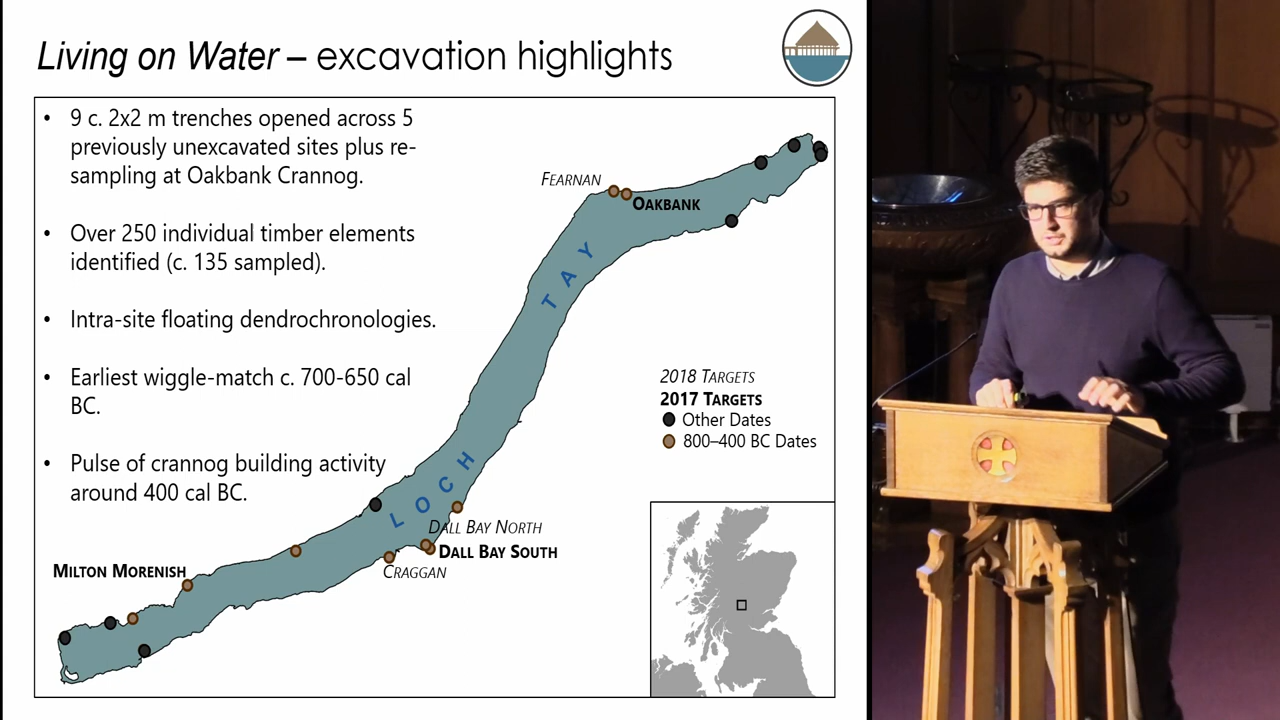 Living on Water – excavation highlights
• 9 c. 2x2 m trenches opened across 5
previously unexcavated sites plus re-
sampling at Oakbank Crannog.
• Over 250 individual timber elements
identified (c. 135 sampled).
• Intra-site floating dendrochronologies.
• Earliest wiggle-match c. 700-650 cal
BC.
• Pulse of crannog building activity
around 400 cal BC.
FEARNAN
OAKBANK
LOCH TAY
2018 TARGETS
2017 TARGETS
Other Dates
800–400 BC Dates
DALL BAY NORTH
DALL BAY SOUTH
CRAGGAN
MILTON MORENISH